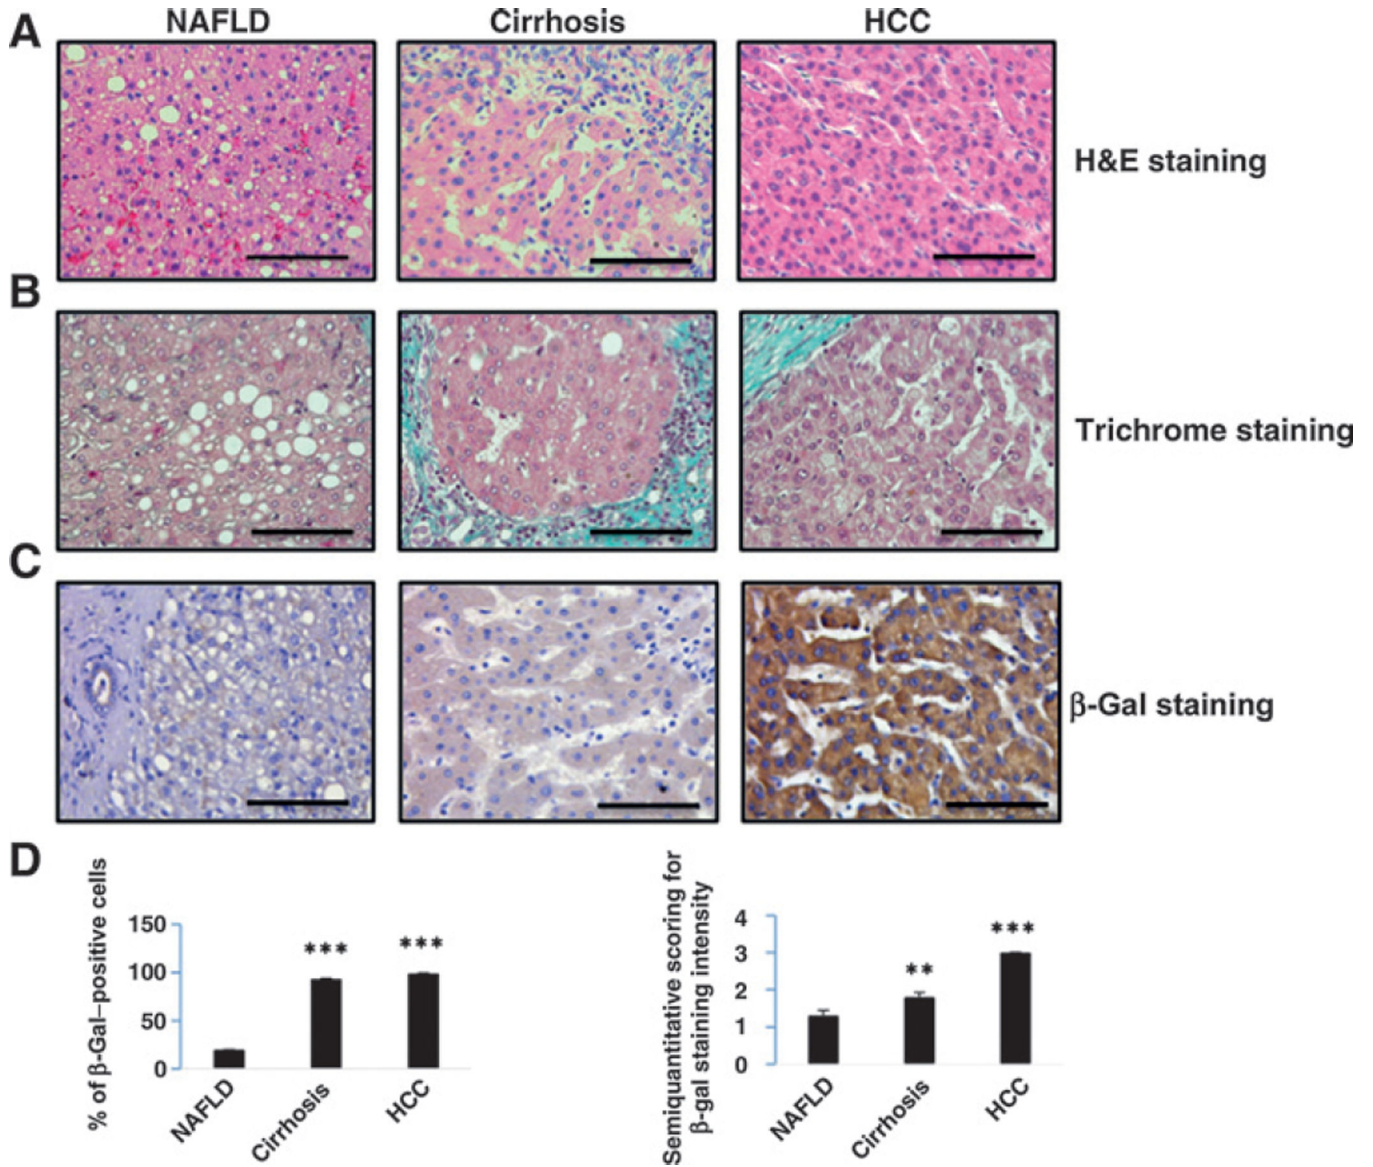 A
NAFLD
Cirrhosis
HCC
H&E staining
B
Trichrome staining
C
β-Gal staining
D
% of β-Gal–positive cells
150
100
50
0
***
***
NAFLD
Cirrhosis
HCC
Semiquantitative scoring for
β-gal staining intensity
4
3
2
1
0
**
***
NAFLD
Cirrhosis
HCC